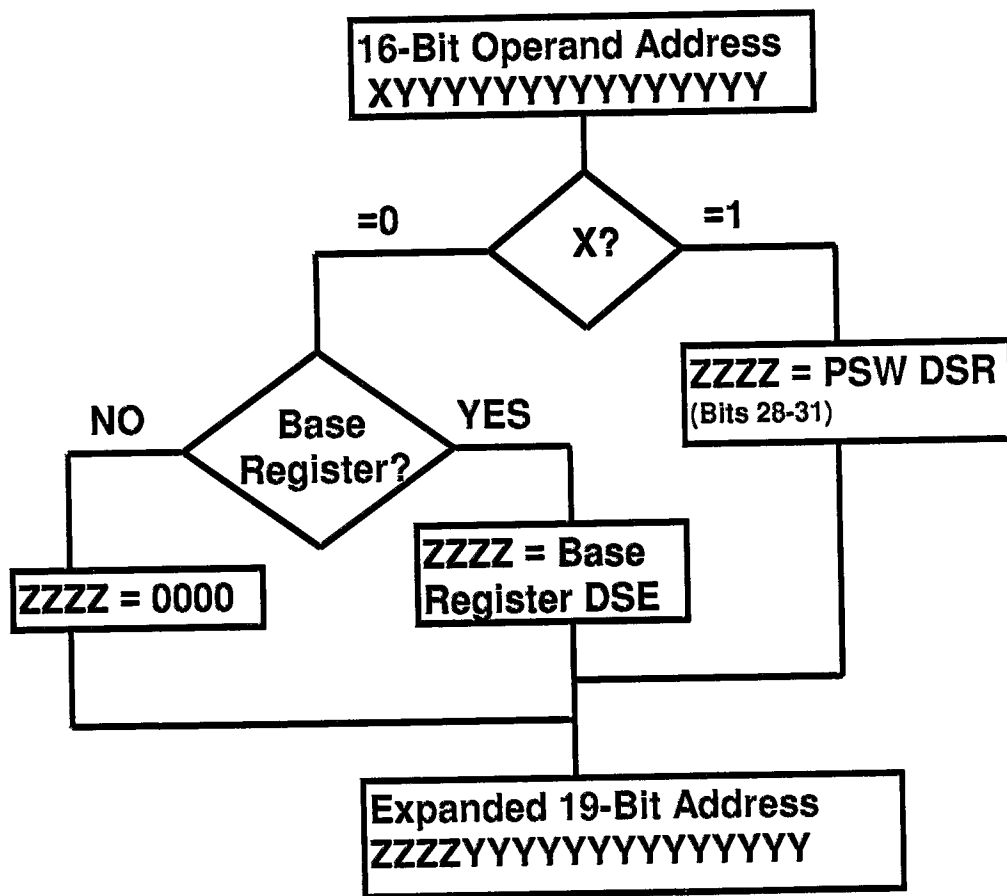 16-Bit Operand Address
XYYYYYYYYYYYYYYY
=0
X?
=1
ZZZZ = PSW DSR
(Bits 28-31)
NO
Base
Register?
YES
ZZZZ = Base
Register DSE
ZZZZ = 0000
Expanded 19-Bit Address
ZZZZYYYYYYYYYYYYYY